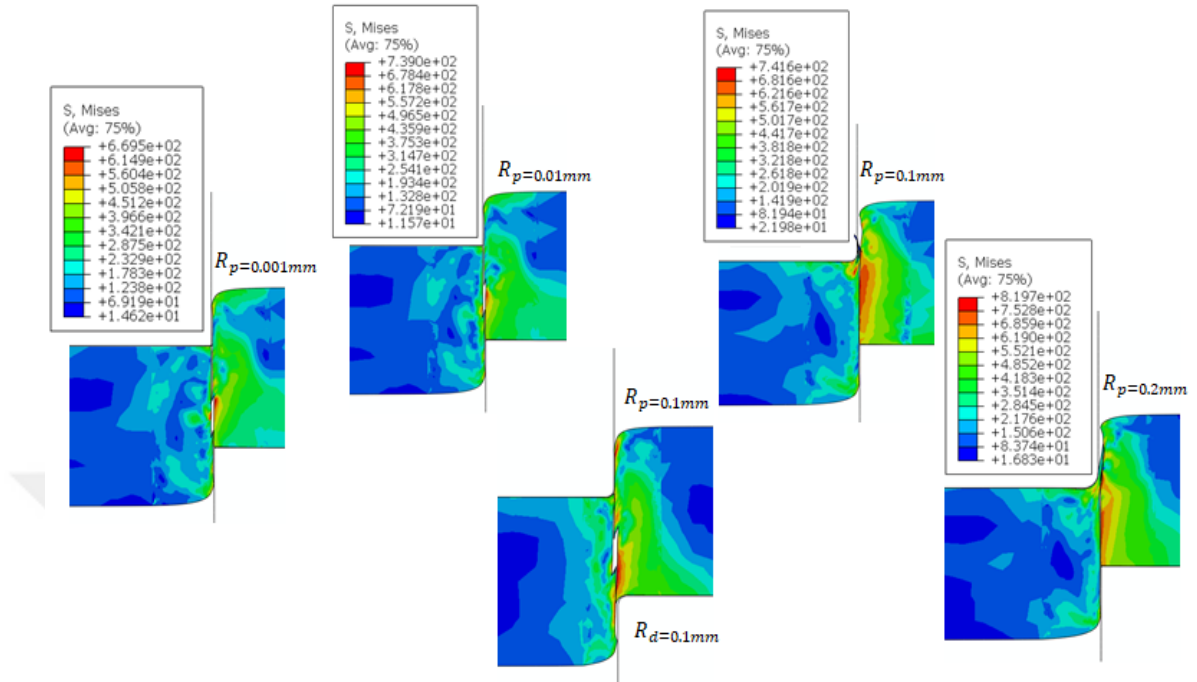 S, Mises
(Avg: 75%)
+6.695e+02
+6.149e+02
+5.604e+02
+5.058e+02
+4.512e+02
+3.966e+02
+3.421e+02
+2.875e+02
+2.329e+02
+1.783e+02
+1.238e+02
+6.919e+01
+1.462e+01
Rp=0.001mm
S, Mises
(Avg: 75%)
+7.390e+02
+6.784e+02
+6.178e+02
+5.572e+02
+4.965e+02
+4.359e+02
+3.753e+02
+3.147e+02
+2.541e+02
+1.934e+02
+1.328e+02
+7.219e+01
+1.157e+01
Rp=0.01mm
S, Mises
(Avg: 75%)
+7.416e+02
+6.816e+02
+6.216e+02
+5.617e+02
+5.017e+02
+4.417e+02
+3.818e+02
+3.218e+02
+2.618e+02
+2.019e+02
+1.419e+02
+8.194e+01
+2.198e+01
Rp=0.1mm
Rp=0.1mm
Rd=0.1mm
S, Mises
(Avg: 75%)
+8.197e+02
+7.528e+02
+6.859e+02
+6.190e+02
+5.521e+02
+4.852e+02
+4.183e+02
+3.514e+02
+2.845e+02
+2.176e+02
+1.506e+02
+8.374e+01
+1.683e+01
Rp=0.2mm